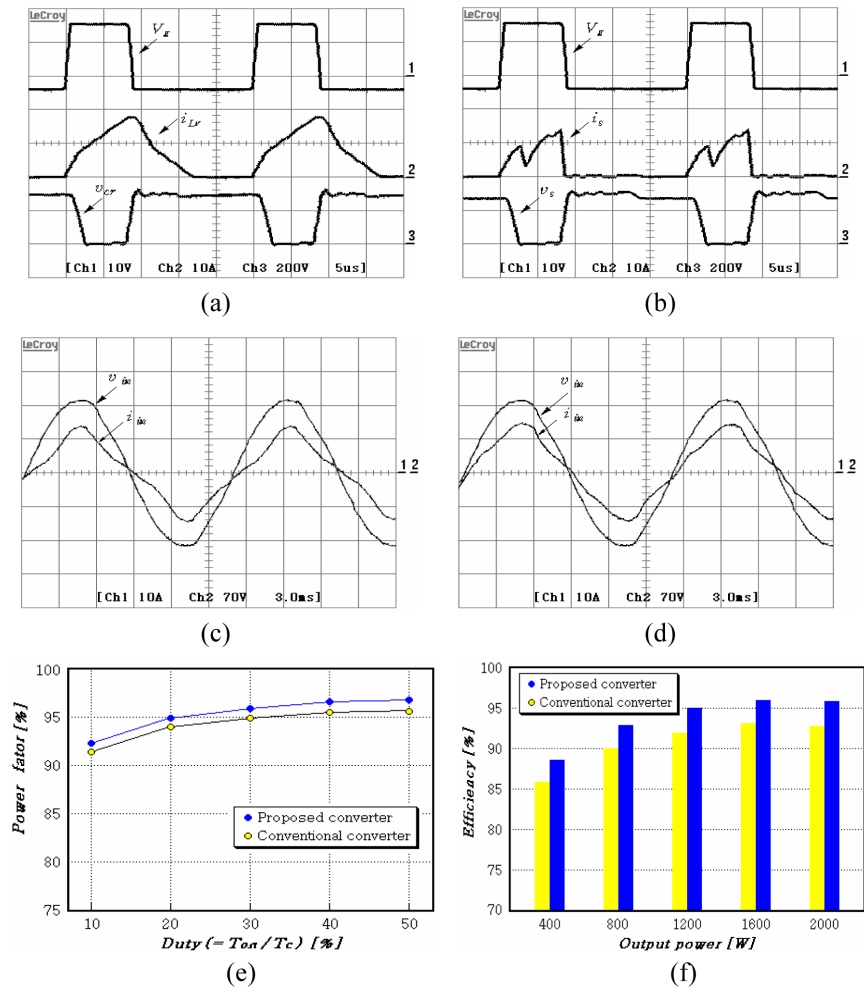 LeCroy
V_g
1
i_Lr
2
v_cr
3
[Ch1 10V Ch2 10A Ch3 200V 5us]
(a)
LeCroy
V_g
1
i_s
2
v_s
3
[Ch1 10V Ch2 10A Ch3 200V 5us]
(b)
LeCroy
v_in
i_in
1 2
[Ch1 10A Ch2 70V 3.0ms]
(c)
LeCroy
v_in
i_in
1 2
[Ch1 10A Ch2 70V 3.0ms]
(d)
Power fator [%]
100
95
90
85
80
75
Proposed converter
Conventional converter
10 20 30 40 50
Duty (= Ton / Tc) [%]
(e)
Efficiency [%]
100
95
90
85
80
75
70
Proposed converter
Conventional converter
400 800 1200 1600 2000
Output power [W]
(f)